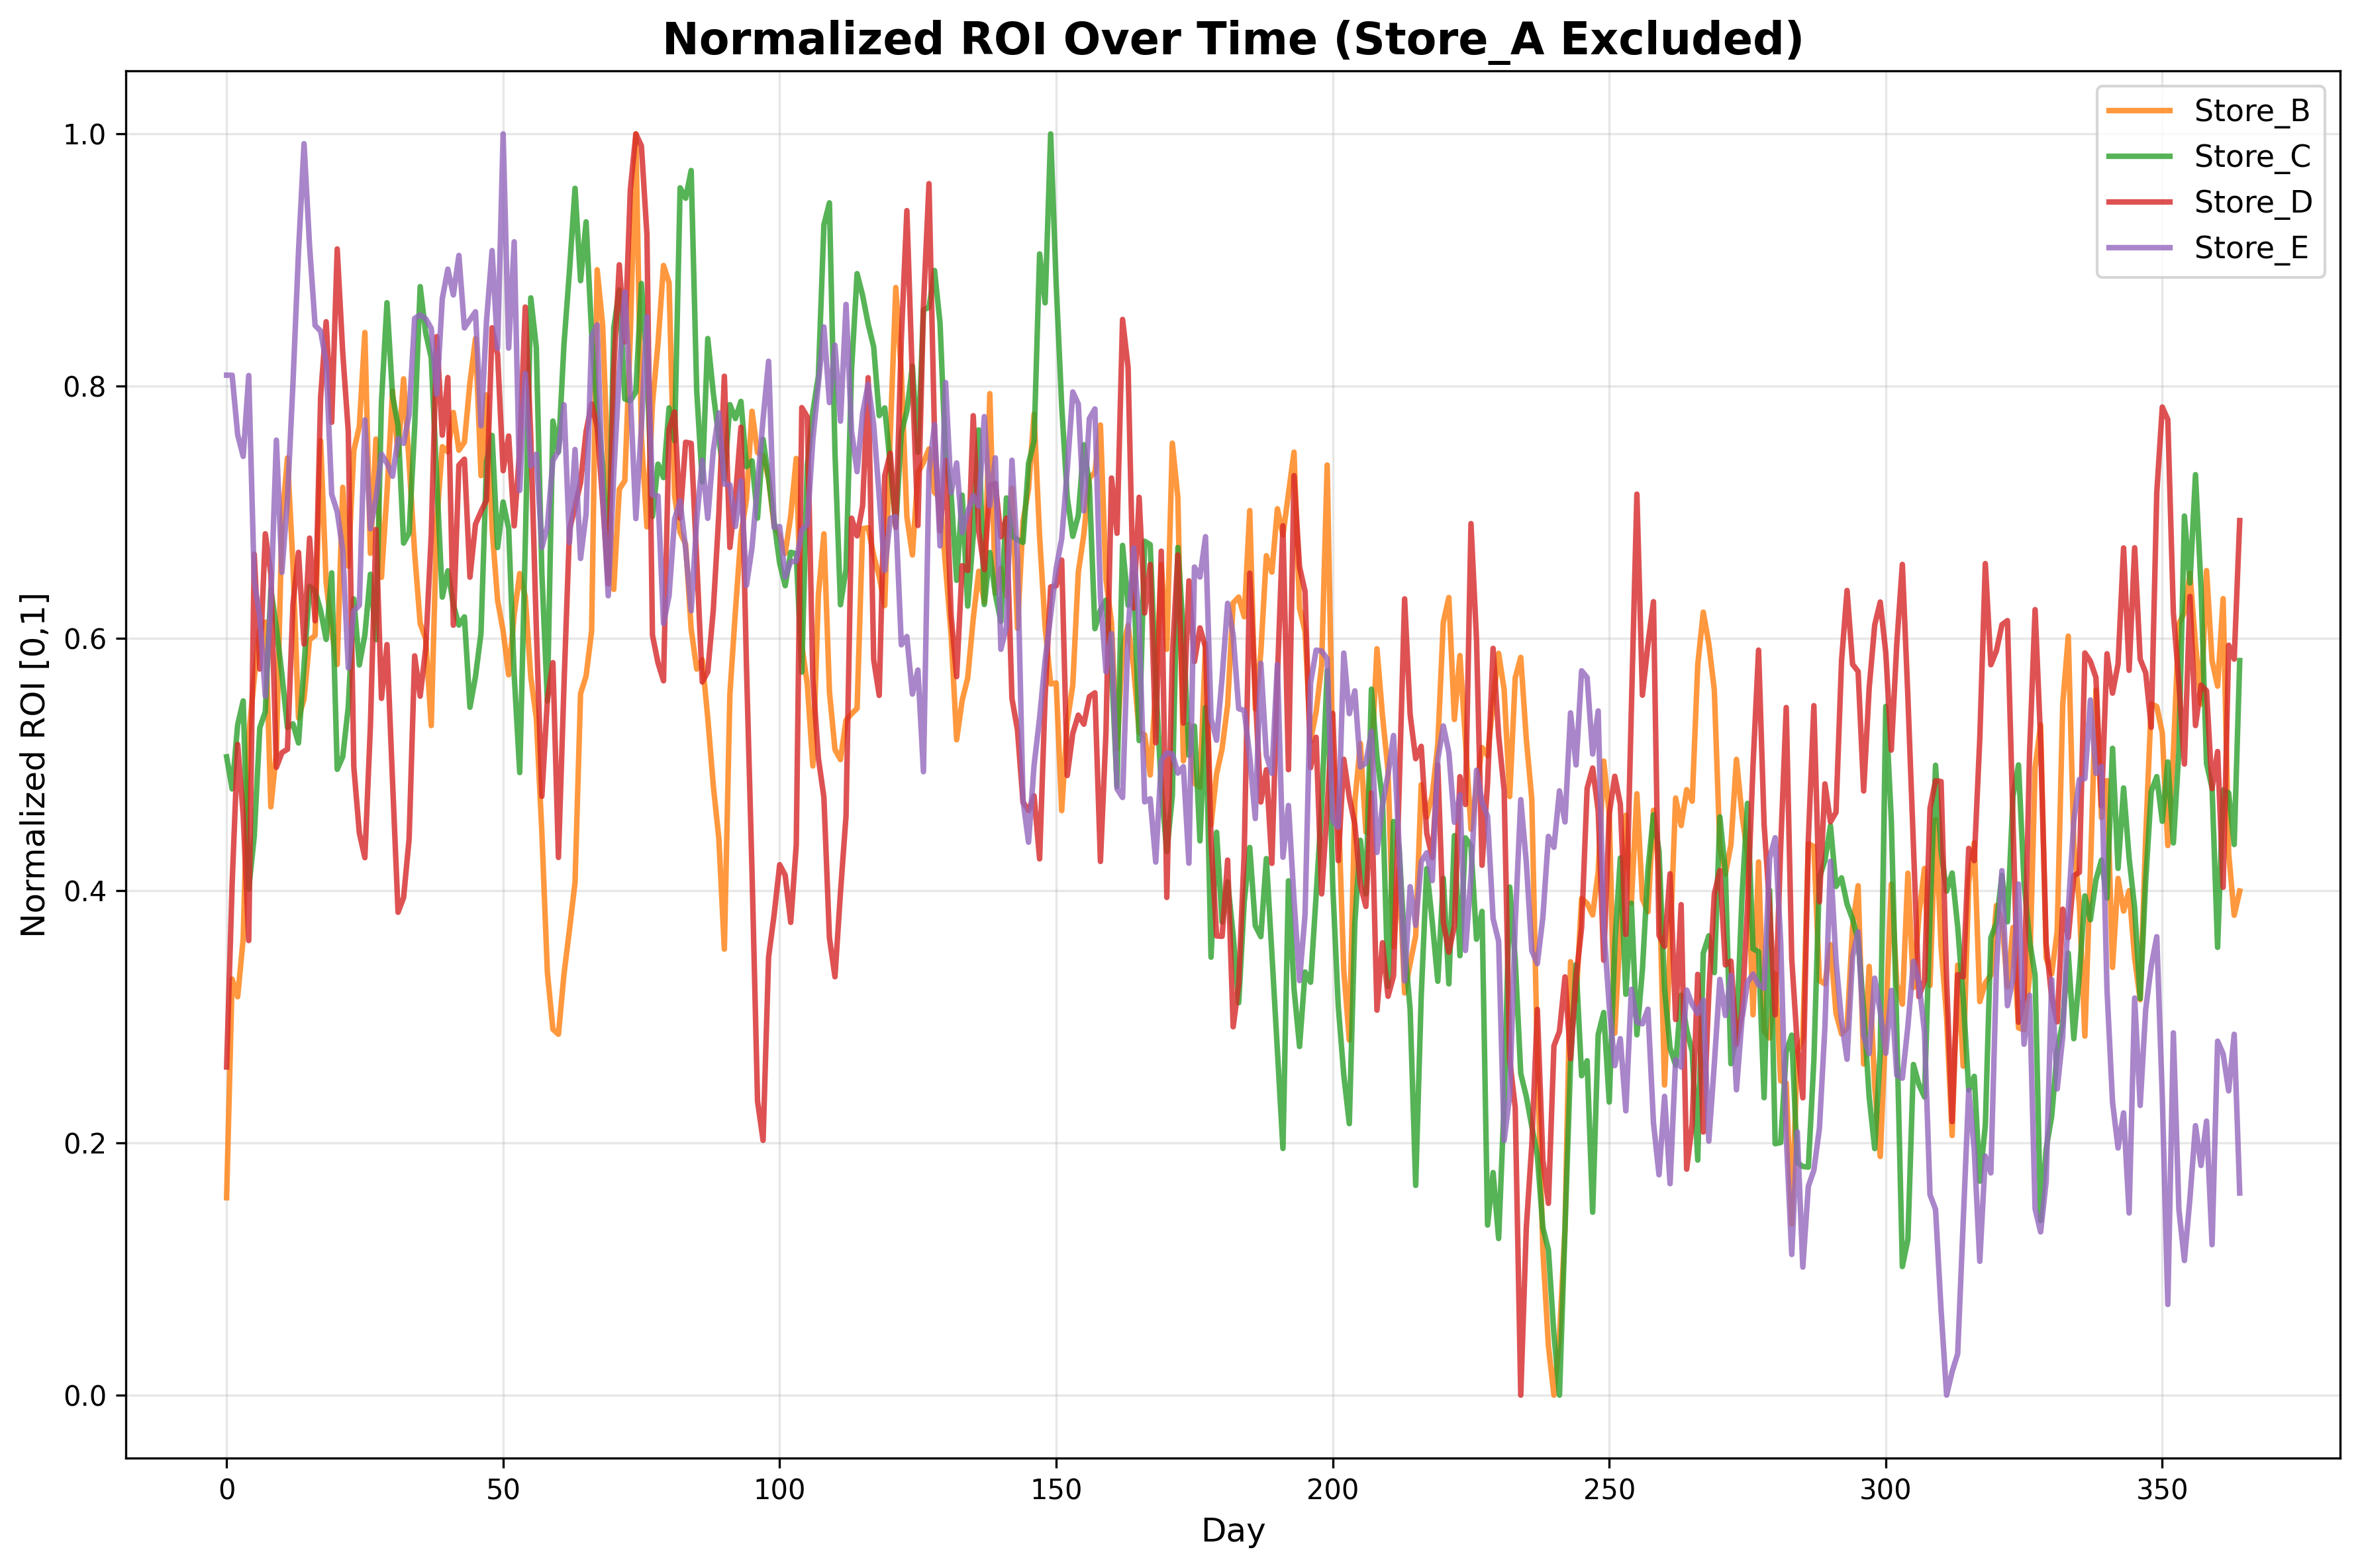 Normalized ROI Over Time (Store_A Excluded)
Store_B
Store_C
Store_D
Store_E
Normalized ROI [0,1]
1.0
0.8
0.6
0.4
0.2
0.0
0 50 100 150 200 250 300 350
Day